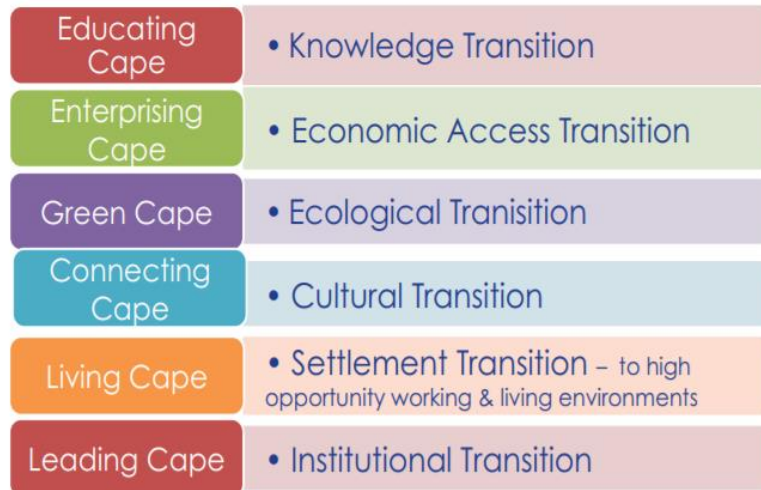 Educating
Cape
• Knowledge Transition
Enterprising
Cape
• Economic Access Transition
Green Cape
• Ecological Tranisition
Connecting
Cape
• Cultural Transition
Living Cape
• Settlement Transition – to high
opportunity working & living environments
Leading Cape
• Institutional Transition